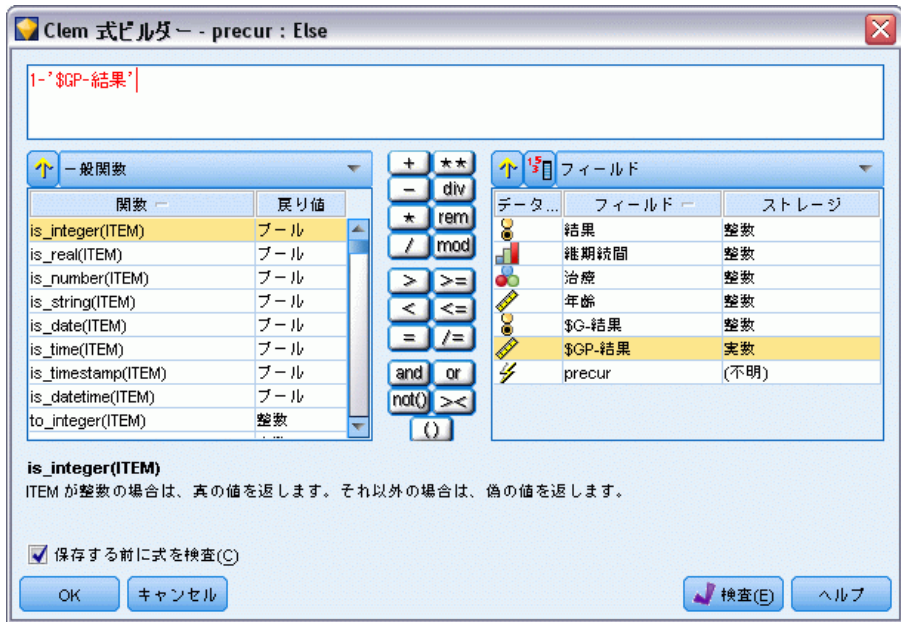 Clem 式ビルダー - precur : Else
1-'$GP-結果'
一般関数
関数 戻り値
is_integer(ITEM) ブール
is_real(ITEM) ブール
is_number(ITEM) ブール
is_string(ITEM) ブール
is_date(ITEM) ブール
is_time(ITEM) ブール
is_timestamp(ITEM) ブール
is_datetime(ITEM) ブール
to_integer(ITEM) 整数
+ **
- div
* rem
/ mod
> >=
< <=
= /=
and or
not() ><
()
フィールド
データ... フィールド ストレージ
結果 整数
継期続間 整数
治療 整数
年齢 整数
$G-結果 整数
$GP-結果 実数
precur (不明)
is_integer(ITEM)
ITEM が整数の場合は、真の値を返します。それ以外の場合は、偽の値を返します。
保存する前に式を検査(C)
OK キャンセル 検査(E) ヘルプ